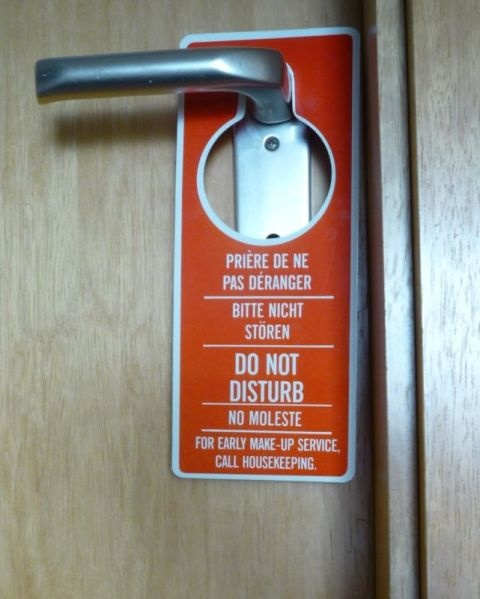 PRIÈRE DE NE
PAS DÉRANGER
BITTE NICHT
STÖREN
DO NOT
DISTURB
NO MOLESTE
FOR EARLY MAKE-UP SERVICE,
CALL HOUSEKEEPING.